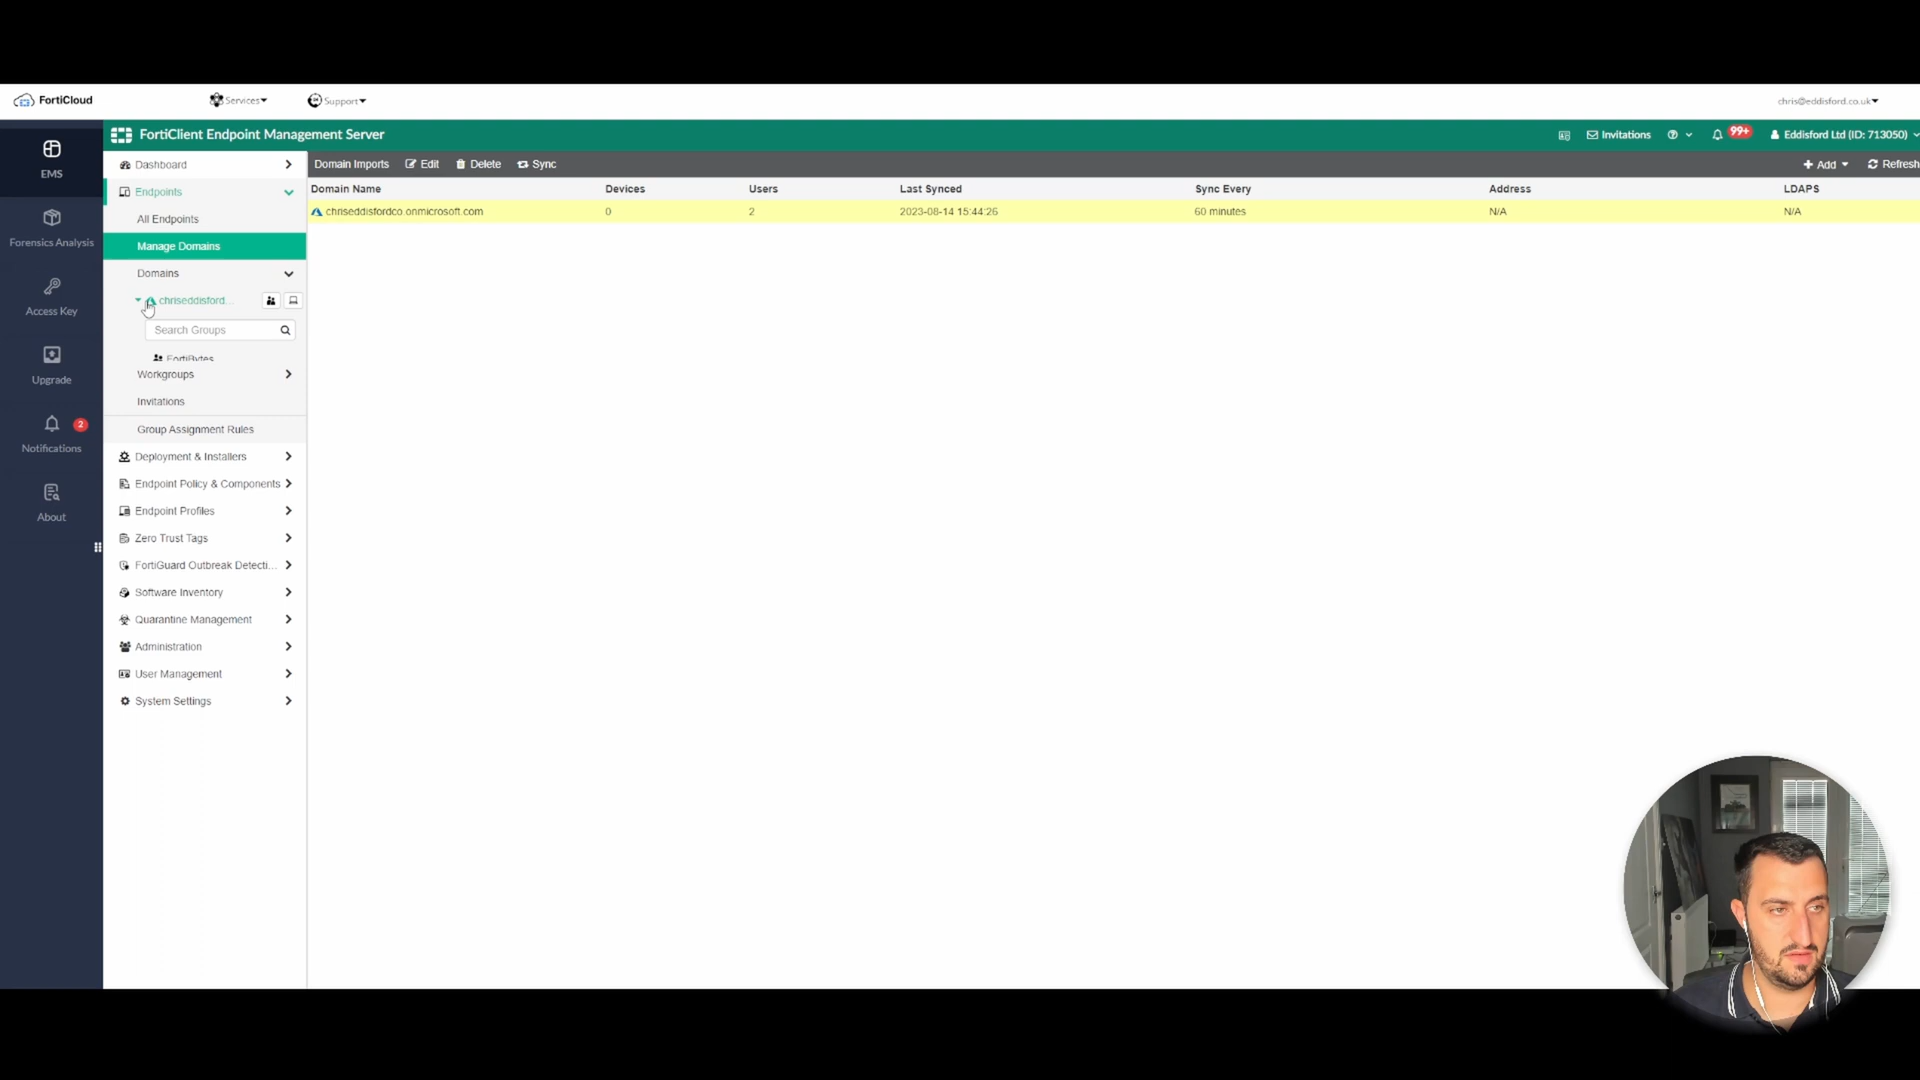 FortiCloud
Services
Support
chris@eddisford.co.uk
EMS
Forensics Analysis
Access Key
Upgrade
Notifications
2
About
FortiClient Endpoint Management Server
Invitations
99+
Eddisford Ltd (ID: 713050)
Dashboard
Endpoints
All Endpoints
Manage Domains
Domains
chriseddisford...
Search Groups
FortiBytes
Workgroups
Invitations
Group Assignment Rules
Deployment & Installers
Endpoint Policy & Components
Endpoint Profiles
Zero Trust Tags
FortiGuard Outbreak Detecti...
Software Inventory
Quarantine Management
Administration
User Management
System Settings
Domain Imports Edit Delete Sync
Add Refresh
Domain Name Devices Users Last Synced Sync Every Address LDAPS
chriseddisfordco.onmicrosoft.com 0 2 2023-08-14 15:44:26 60 minutes N/A N/A